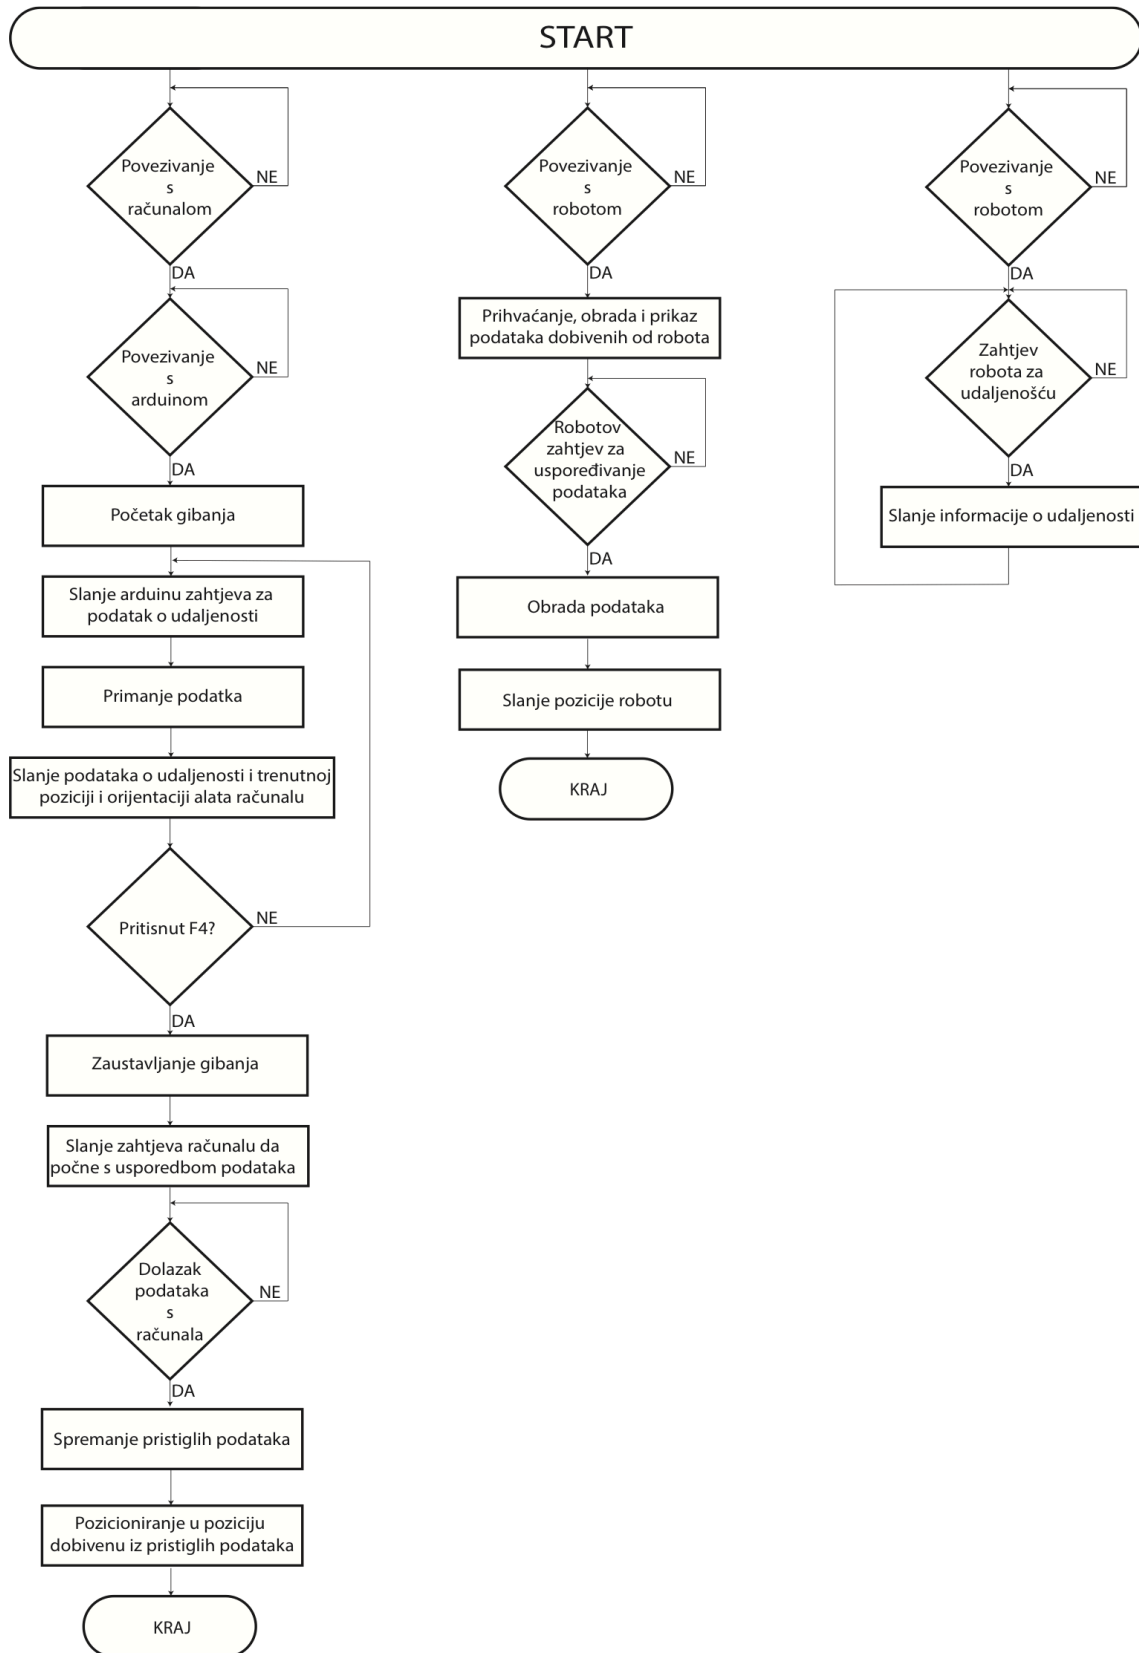 START
Povezivanje
s
računalom
NE
DA
Povezivanje
s
arduinom
NE
DA
Početak gibanja
Slanje arduinu zahtjeva za
podatak o udaljenosti
Primanje podatka
Slanje podataka o udaljenosti i trenutnoj
poziciji i orijentaciji alata računalu
Pritisnut F4?
NE
DA
Zaustavljanje gibanja
Slanje zahtjeva računalu da
počne s usporedbom podataka
Dolazak
podataka
s
računala
NE
DA
Spremanje pristiglih podataka
Pozicioniranje u poziciju
dobivenu iz pristiglih podataka
KRAJ
Povezivanje
s
robotom
NE
DA
Prihvaćanje, obrada i prikaz
podataka dobivenih od robota
Robotov
zahtjev za
uspoređivanje
podataka
NE
DA
Obrada podataka
Slanje pozicije robotu
KRAJ
Povezivanje
s
robotom
NE
DA
Zahtjev
robota za
udaljenošću
NE
DA
Slanje informacije o udaljenosti